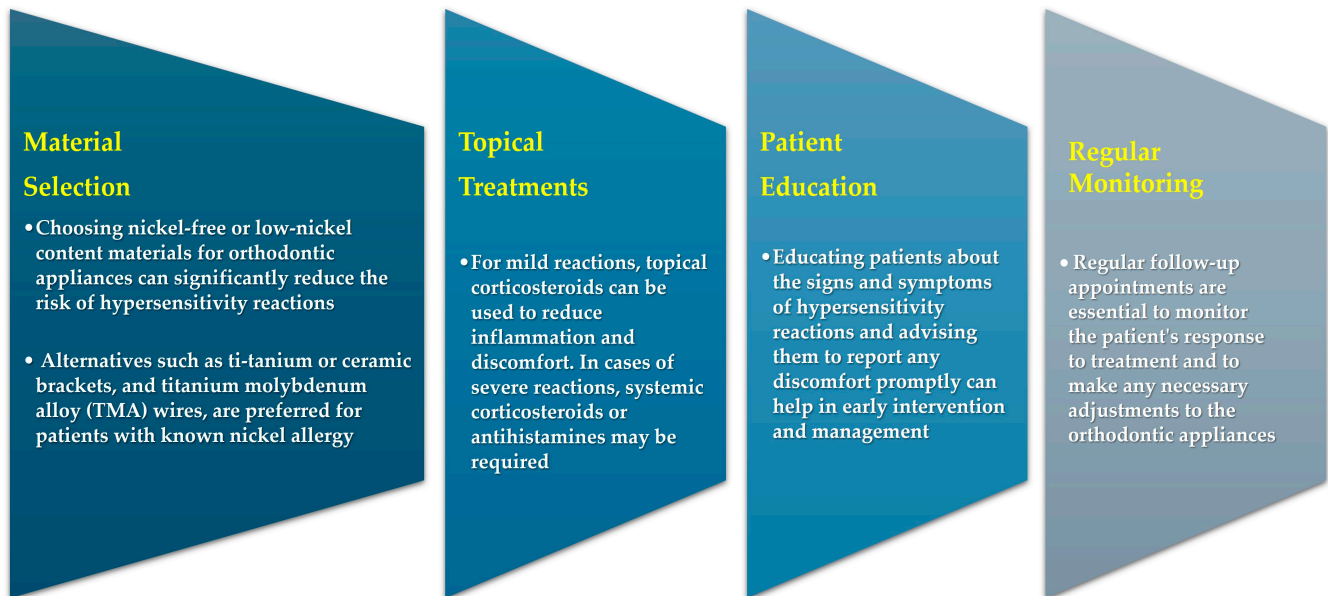 Material
Selection
•Choosing nickel-free or low-nickel
content materials for orthodontic
appliances can significantly reduce the
risk of hypersensitivity reactions
• Alternatives such as ti-tanium or ceramic
brackets, and titanium molybdenum
alloy (TMA) wires, are preferred for
patients with known nickel allergy
Topical
Treatments
•For mild reactions, topical
corticosteroids can be
used to reduce
inflammation and
discomfort. In cases of
severe reactions, systemic
corticosteroids or
antihistamines may be
required
Patient
Education
•Educating patients about
the signs and symptoms
of hypersensitivity
reactions and advising
them to report any
discomfort promptly can
help in early intervention
and management
Regular
Monitoring
• Regular follow-up
appointments are
essential to monitor
the patient's response
to treatment and to
make any necessary
adjustments to the
orthodontic appliances